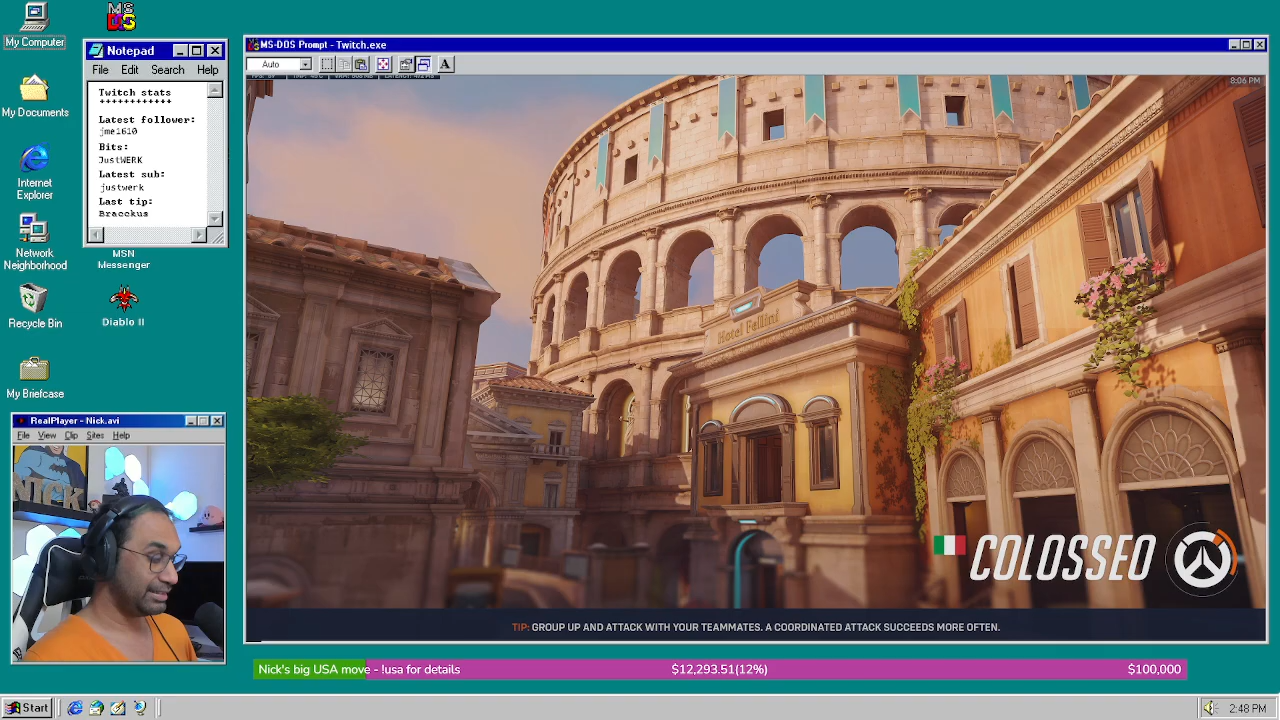 My Computer
Notepad
File Edit Search Help
Twitch stats
************
Latest follower:
jme1610
Bits:
JustWERK
Latest sub:
justwerk
Last tip:
Bracckus
My Documents
Internet
Explorer
Network
Neighborhood
MSN
Messenger
Recycle Bin
Diablo II
My Briefcase
RealPlayer - Nick.avi
File View Clip Sites Help
NICK
MS-DOS Prompt - Twitch.exe
Auto
A
8:06 PM
Hotel Fellini
COLOSSEO
TIP: GROUP UP AND ATTACK WITH YOUR TEAMMATES. A COORDINATED ATTACK SUCCEEDS MORE OFTEN.
Nick's big USA move - !usa for details $12,293.51(12%) $100,000
Start
2:48 PM